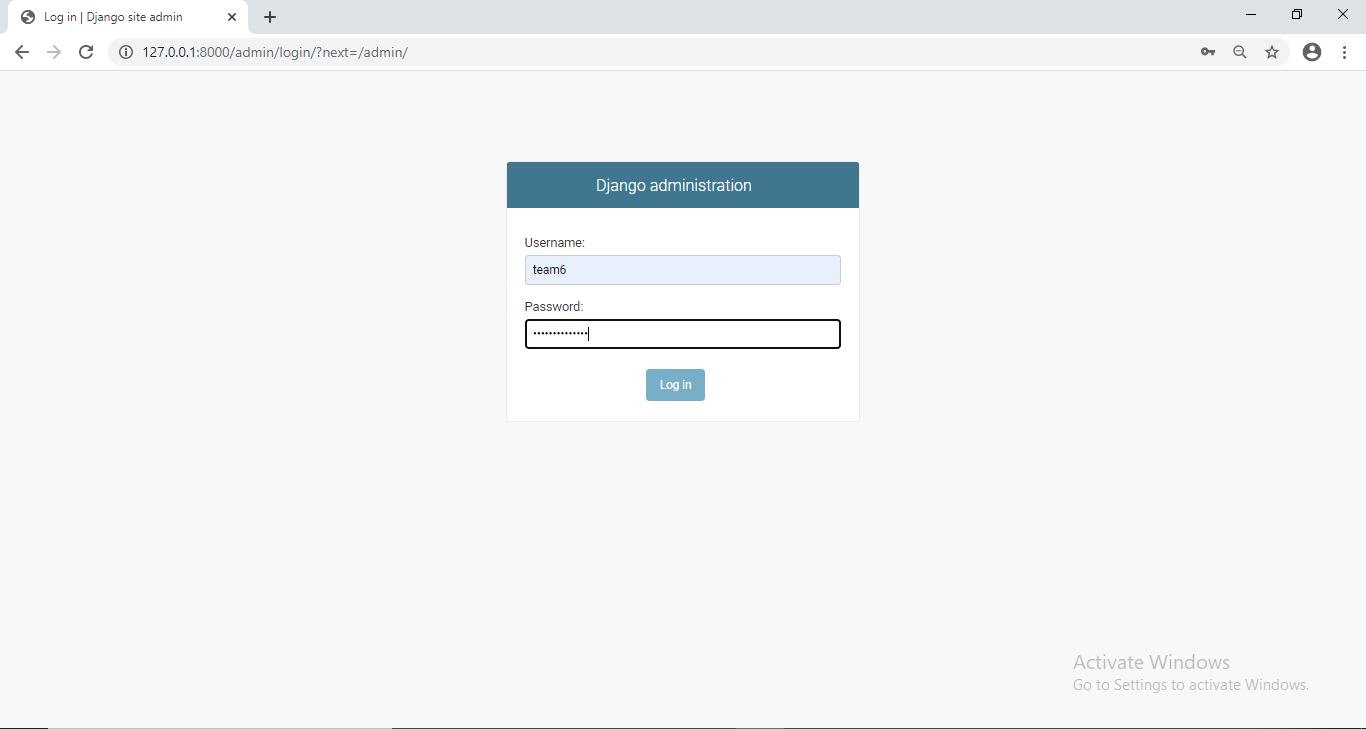 Log in | Django site admin
127.0.0.1:8000/admin/login/?next=/admin/
Django administration
Username:
team6
Password:
••••••••••••••
Log in
Activate Windows
Go to Settings to activate Windows.